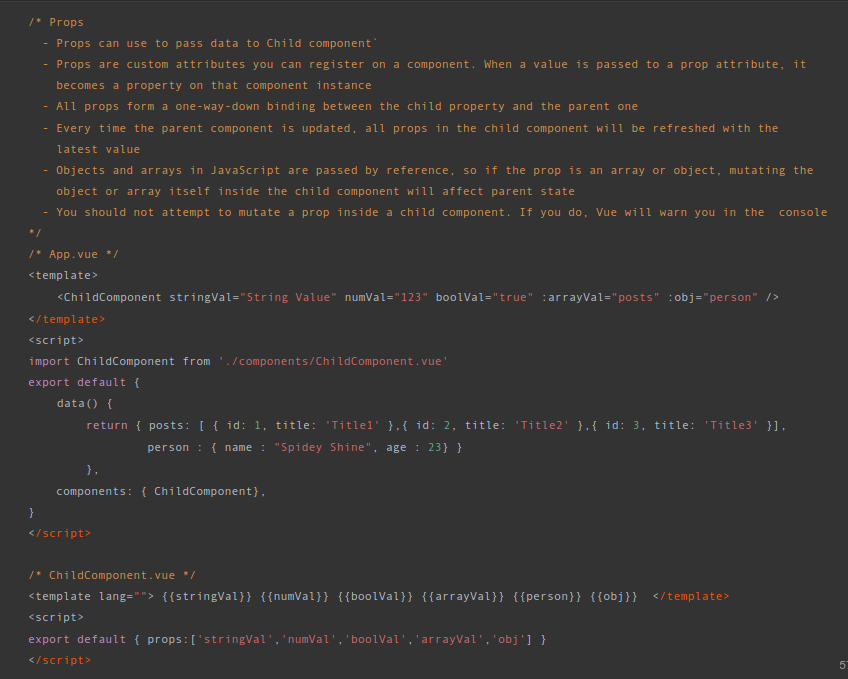 /* Props
- Props can use to pass data to Child component`
- Props are custom attributes you can register on a component. When a value is passed to a prop attribute, it
becomes a property on that component instance
- All props form a one-way-down binding between the child property and the parent one
- Every time the parent component is updated, all props in the child component will be refreshed with the
latest value
- Objects and arrays in JavaScript are passed by reference, so if the prop is an array or object, mutating the
object or array itself inside the child component will affect parent state
- You should not attempt to mutate a prop inside a child component. If you do, Vue will warn you in the  console
*/
/* App.vue */
<template>
<ChildComponent stringVal="String Value" numVal="123" boolVal="true" :arrayVal="posts" :obj="person" />
</template>
<script>
import ChildComponent from './components/ChildComponent.vue'
export default {
data() {
return { posts: [ { id: 1, title: 'Title1' },{ id: 2, title: 'Title2' },{ id: 3, title: 'Title3' }],
person : { name : "Spidey Shine", age : 23} }
},
components: { ChildComponent},
}
</script>
/* ChildComponent.vue */
<template lang=""> {{stringVal}} {{numVal}} {{boolVal}} {{arrayVal}} {{person}} {{obj}}  </template>
<script>
export default { props:['stringVal','numVal','boolVal','arrayVal','obj'] }
</script>